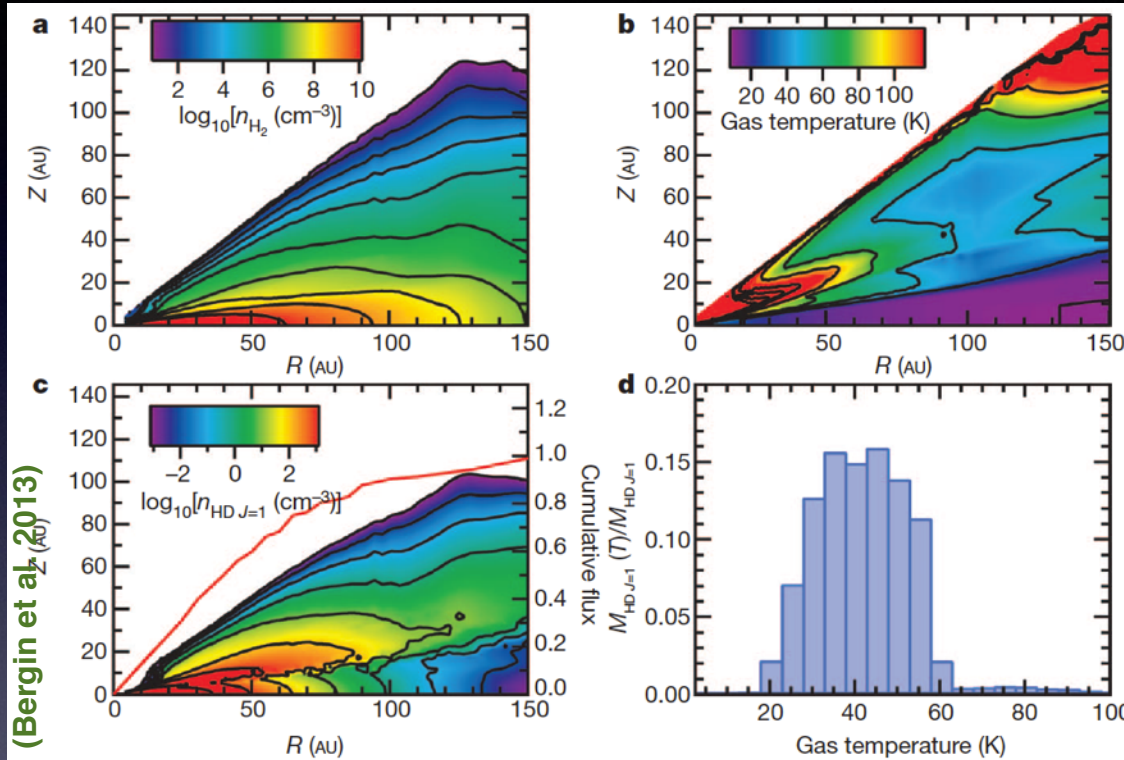 a
140
120
100
80
60
40
20
0
Z (AU)
2 4 6 8 10
log₁₀[n_H₂ (cm⁻³)]
0 50 100 150
R (AU)
b
140
120
100
80
60
40
20
0
Z (AU)
20 40 60 80 100
Gas temperature (K)
0 50 100 150
R (AU)
c
140
120
100
80
60
40
20
0
Z (AU)
−2 0 2
log₁₀[n_HD J=1 (cm⁻³)]
1.2
1.0
0.8
0.6
0.4
0.2
0.0
Cumulative flux
0 50 100 150
R (AU)
d
0.20
0.15
0.10
0.05
0.00
M_HD J=1 (T)/M_HD J=1
20 40 60 80 100
Gas temperature (K)
(Bergin et al. 2013)